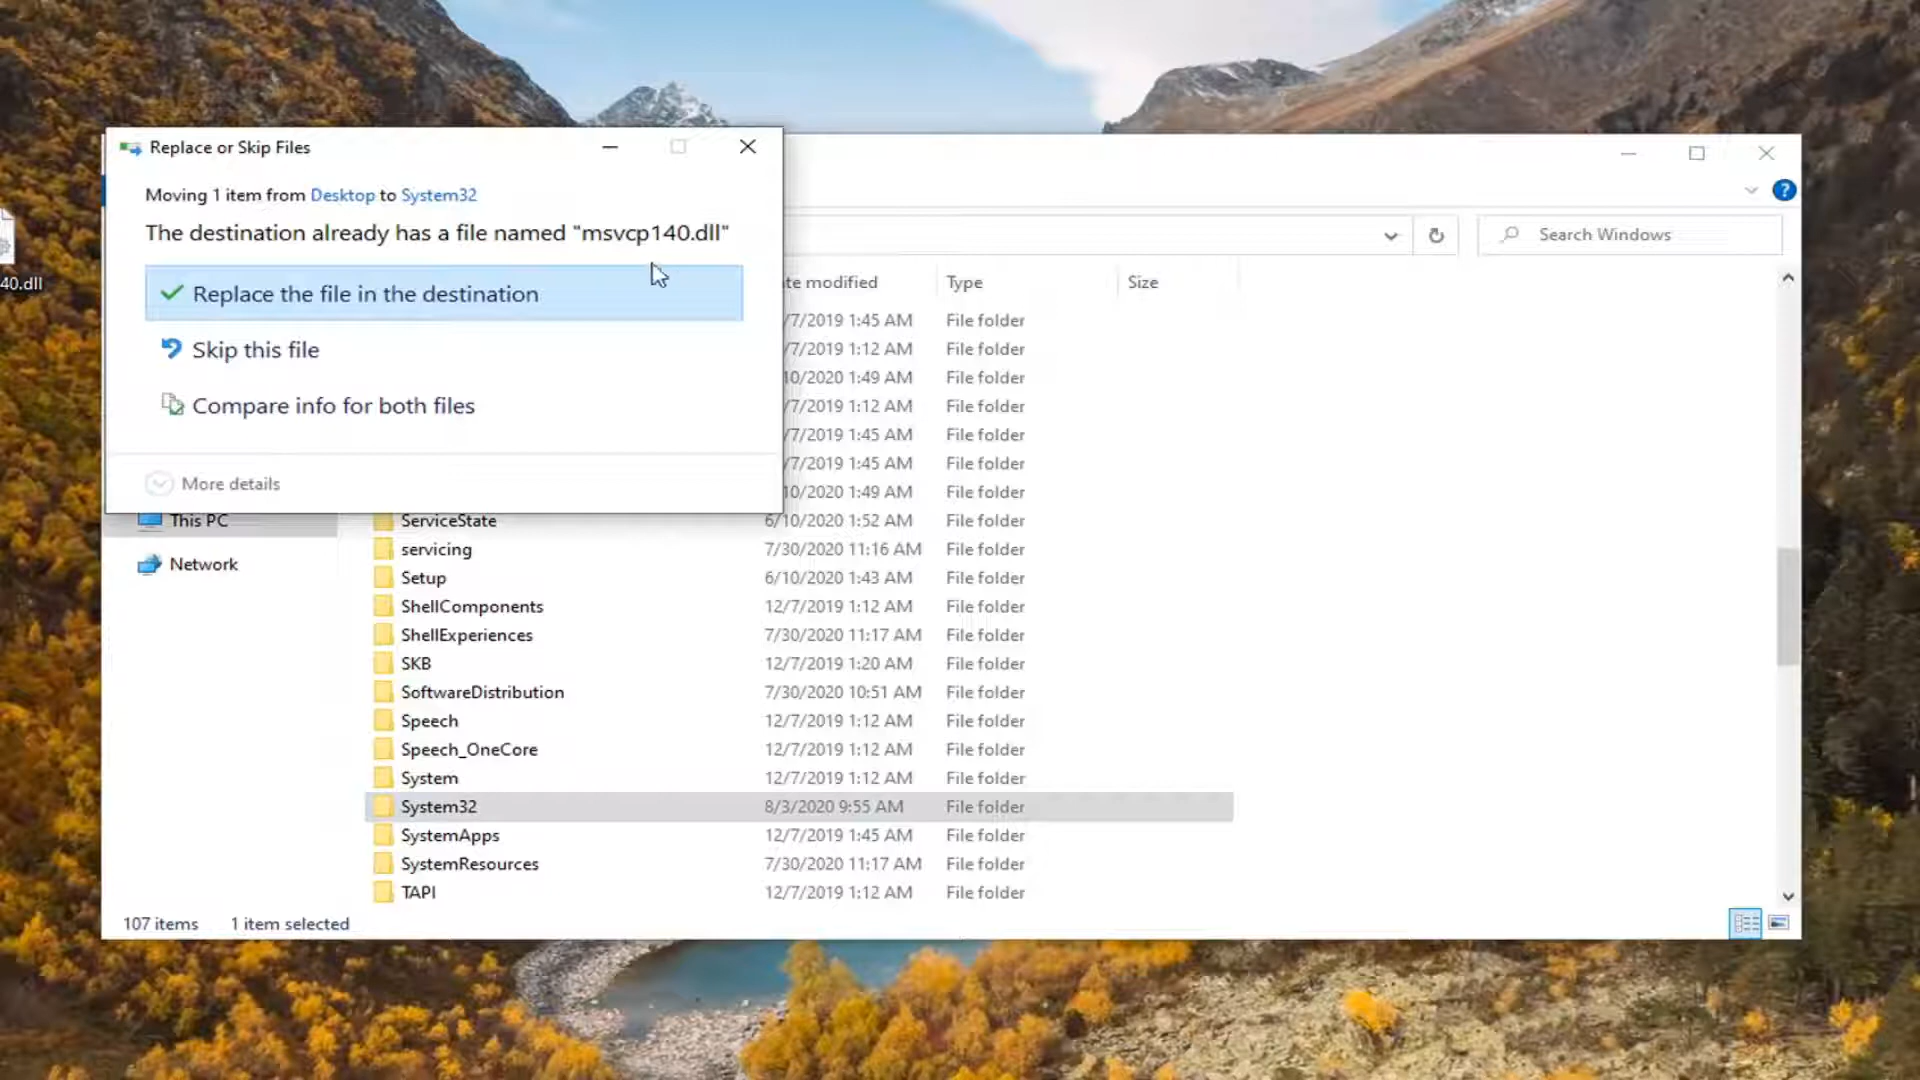 Replace or Skip Files
Moving 1 item from Desktop to System32
The destination already has a file named "msvcp140.dll"
Replace the file in the destination
Skip this file
Compare info for both files
More details
40.dll
?
Search Windows
te modified Type Size
/7/2019 1:45 AM File folder
/7/2019 1:12 AM File folder
10/2020 1:49 AM File folder
/7/2019 1:12 AM File folder
/7/2019 1:45 AM File folder
/7/2019 1:45 AM File folder
10/2020 1:49 AM File folder
This PC
Network
ServiceState 6/10/2020 1:52 AM File folder
servicing 7/30/2020 11:16 AM File folder
Setup 6/10/2020 1:43 AM File folder
ShellComponents 12/7/2019 1:12 AM File folder
ShellExperiences 7/30/2020 11:17 AM File folder
SKB 12/7/2019 1:20 AM File folder
SoftwareDistribution 7/30/2020 10:51 AM File folder
Speech 12/7/2019 1:12 AM File folder
Speech_OneCore 12/7/2019 1:12 AM File folder
System 12/7/2019 1:12 AM File folder
System32 8/3/2020 9:55 AM File folder
SystemApps 12/7/2019 1:45 AM File folder
SystemResources 7/30/2020 11:17 AM File folder
TAPI 12/7/2019 1:12 AM File folder
107 items 1 item selected